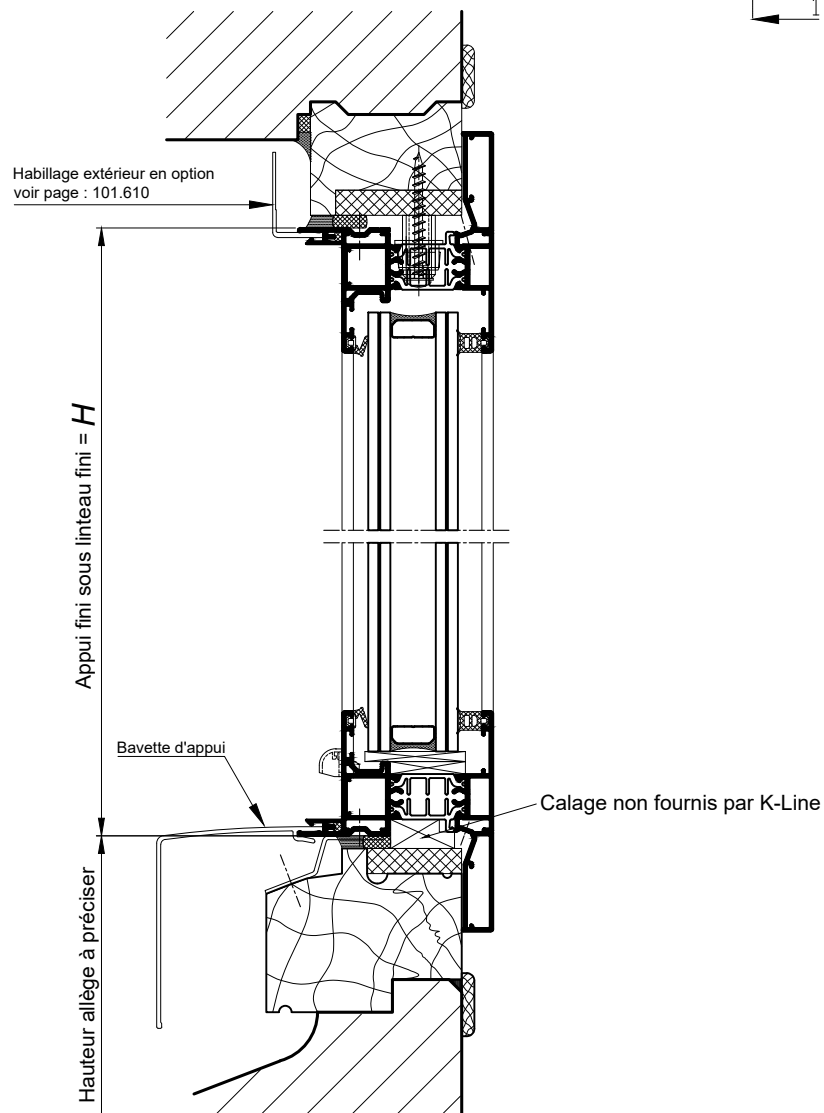 1
Habillage extérieur en option
voir page : 101.610
Appui fini sous linteau fini = H
Bavette d'appui
Calage non fournis par K-Line
Hauteur allège à préciser